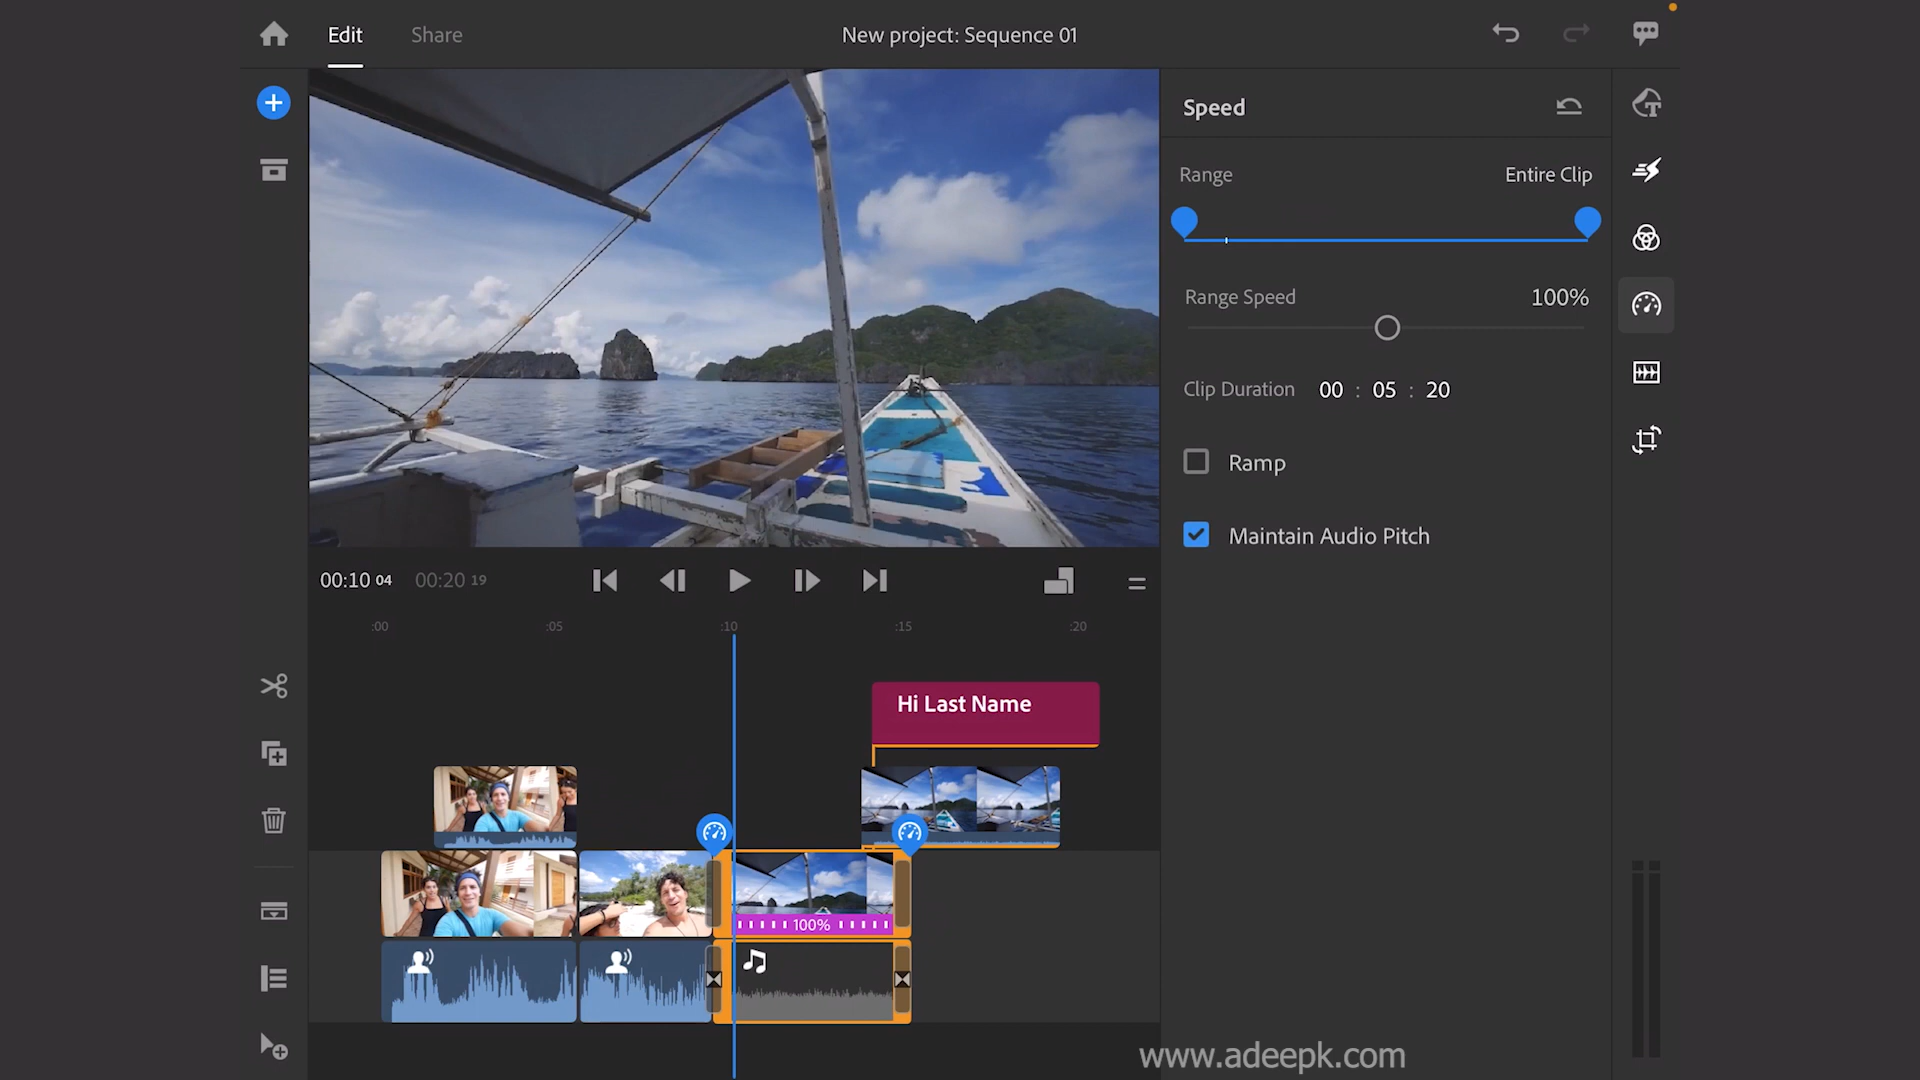 Edit
Share
New project: Sequence 01
Speed
Range
Entire Clip
Range Speed
100%
Clip Duration 00 : 05 : 20
Ramp
Maintain Audio Pitch
00:10 04 00:20 19
:00 :05 :10 :15 :20
Hi Last Name
100%
www.adeepk.com